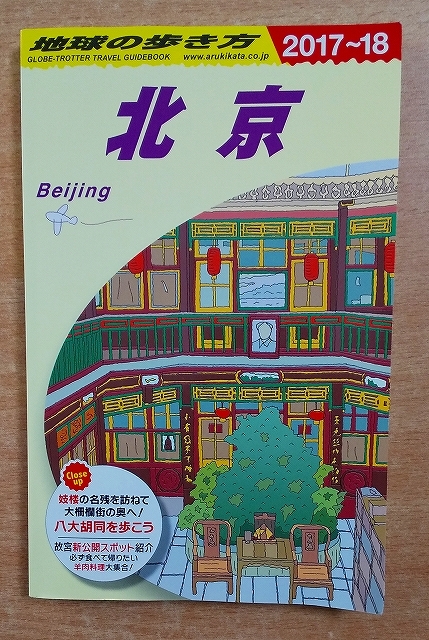 地球の歩き方
GLOBE-TROTTER TRAVEL GUIDEBOOK www.arukikata.co.jp
2017~18
北京
Beijing
Close up
妓楼の名残を訪ねて
大柵欄街の奥へ!
八大胡同を歩こう
故宮新公開スポット紹介
必ず食べて帰りたい
羊肉料理大集合!